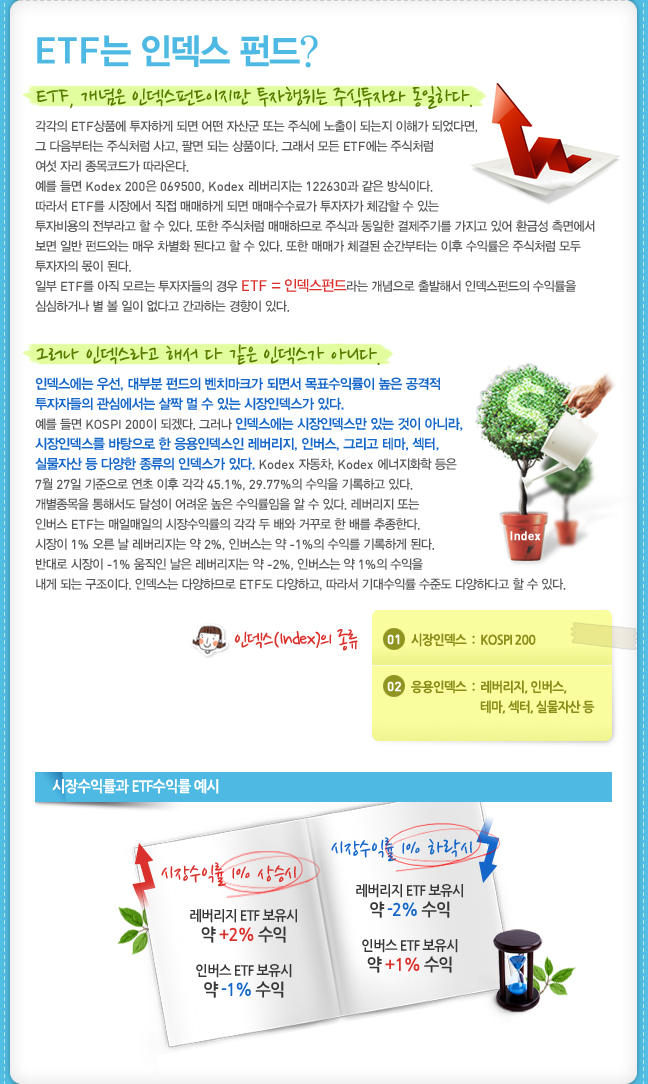 ETF는 인덱스 펀드?
ETF, 개념은 인덱스펀드이지만 투자행위는 주식투자와 동일하다.
각각의 ETF상품에 투자하게 되면 어떤 자산군 또는 주식에 노출이 되는지 이해가 되었다면,
그 다음부터는 주식처럼 사고, 팔면 되는 상품이다. 그래서 모든 ETF에는 주식처럼
여섯 자리 종목코드가 따라온다.
예를 들면 Kodex 200은 069500, Kodex 레버리지는 122630과 같은 방식이다.
따라서 ETF를 시장에서 직접 매매하게 되면 매매수수료가 투자자가 체감할 수 있는
투자비용의 전부라고 할 수 있다. 또한 주식처럼 매매하므로 주식과 동일한 결제주기를 가지고 있어 환금성 측면에서
보면 일반 펀드와는 매우 차별화 된다고 할 수 있다. 또한 매매가 체결된 순간부터는 이후 수익률은 주식처럼 모두
투자자의 몫이 된다.
일부 ETF를 아직 모르는 투자자들의 경우 ETF = 인덱스펀드라는 개념으로 출발해서 인덱스펀드의 수익률을
심심하거나 별 볼 일이 없다고 간과하는 경향이 있다.
그러나 인덱스라고 해서 다 같은 인덱스가 아니다.
인덱스에는 우선, 대부분 펀드의 벤치마크가 되면서 목표수익률이 높은 공격적
투자자들의 관심에서는 살짝 멀 수 있는 시장인덱스가 있다.
예를 들면 KOSPI 200이 되겠다. 그러나 인덱스에는 시장인덱스만 있는 것이 아니라,
시장인덱스를 바탕으로 한 응용인덱스인 레버리지, 인버스, 그리고 테마, 섹터,
실물자산 등 다양한 종류의 인덱스가 있다. Kodex 자동차, Kodex 에너지화학 등은
7월 27일 기준으로 연초 이후 각각 45.1%, 29.77%의 수익을 기록하고 있다.
개별종목을 통해서도 달성이 어려운 높은 수익률임을 알 수 있다. 레버리지 또는
인버스 ETF는 매일매일의 시장수익률의 각각 두 배와 거꾸로 한 배를 추종한다.
시장이 1% 오른 날 레버리지는 약 2%, 인버스는 약 -1%의 수익를 기록하게 된다.
반대로 시장이 -1% 움직인 날은 레버리지는 약 -2%, 인버스는 약 1%의 수익을
내게 되는 구조이다. 인덱스는 다양하므로 ETF도 다양하고, 따라서 기대수익률 수준도 다양하다고 할 수 있다.
Index
인덱스(Index)의 종류
01 시장인덱스 : KOSPI 200
02 응용인덱스 : 레버리지, 인버스,
테마, 섹터, 실물자산 등
시장수익률과 ETF수익률 예시
시장수익률 1% 상승시
레버리지 ETF 보유시
약 +2% 수익
인버스 ETF 보유시
약 -1% 수익
시장수익률 1% 하락시
레버리지 ETF 보유시
약 -2% 수익
인버스 ETF 보유시
약 +1% 수익